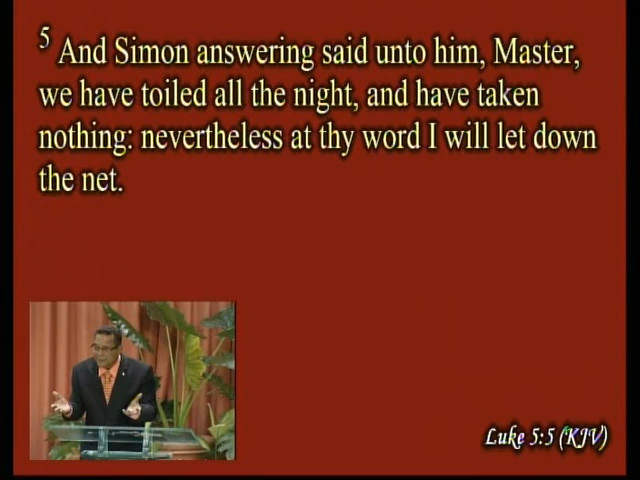 5 And Simon answering said unto him, Master,
we have toiled all the night, and have taken
nothing: nevertheless at thy word I will let down
the net.
Luke 5:5 (KJV)